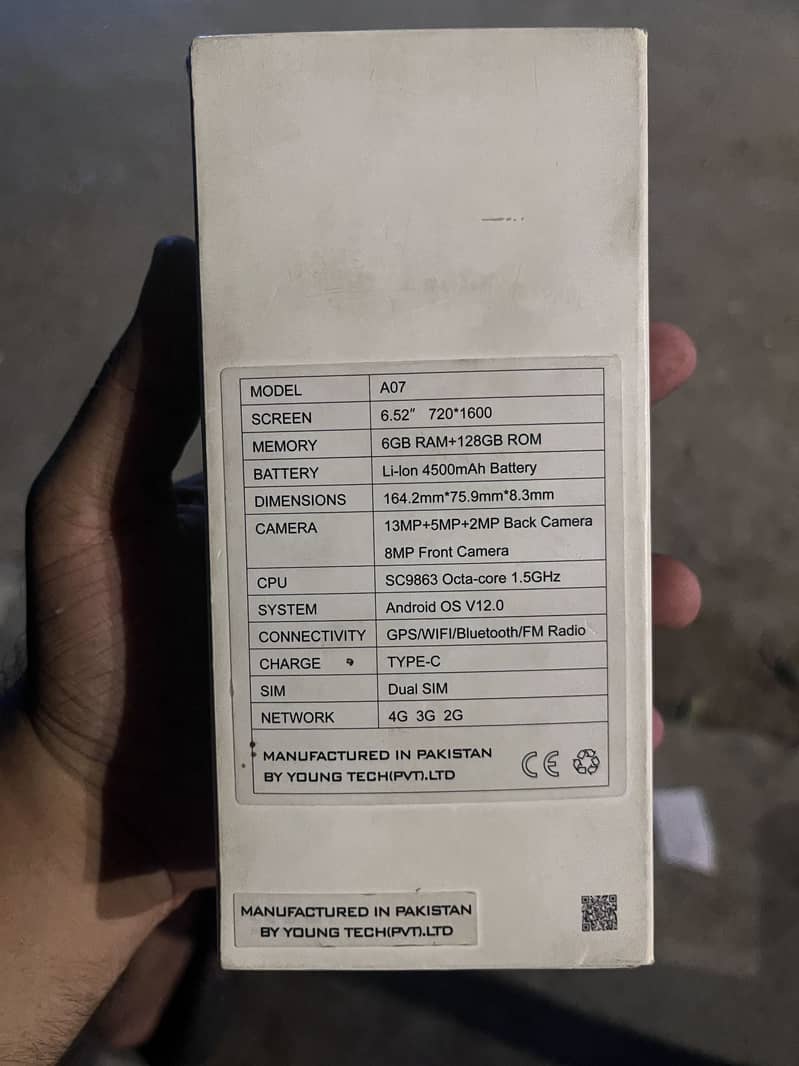 MODEL A07
SCREEN 6.52" 720*1600
MEMORY 6GB RAM+128GB ROM
BATTERY Li-Ion 4500mAh Battery
DIMENSIONS 164.2mm*75.9mm*8.3mm
CAMERA 13MP+5MP+2MP Back Camera
8MP Front Camera
CPU SC9863 Octa-core 1.5GHz
SYSTEM Android OS V12.0
CONNECTIVITY GPS/WIFI/Bluetooth/FM Radio
CHARGE TYPE-C
SIM Dual SIM
NETWORK 4G 3G 2G
MANUFACTURED IN PAKISTAN
BY YOUNG TECH(PVT).LTD
CE
MANUFACTURED IN PAKISTAN
BY YOUNG TECH(PVT).LTD